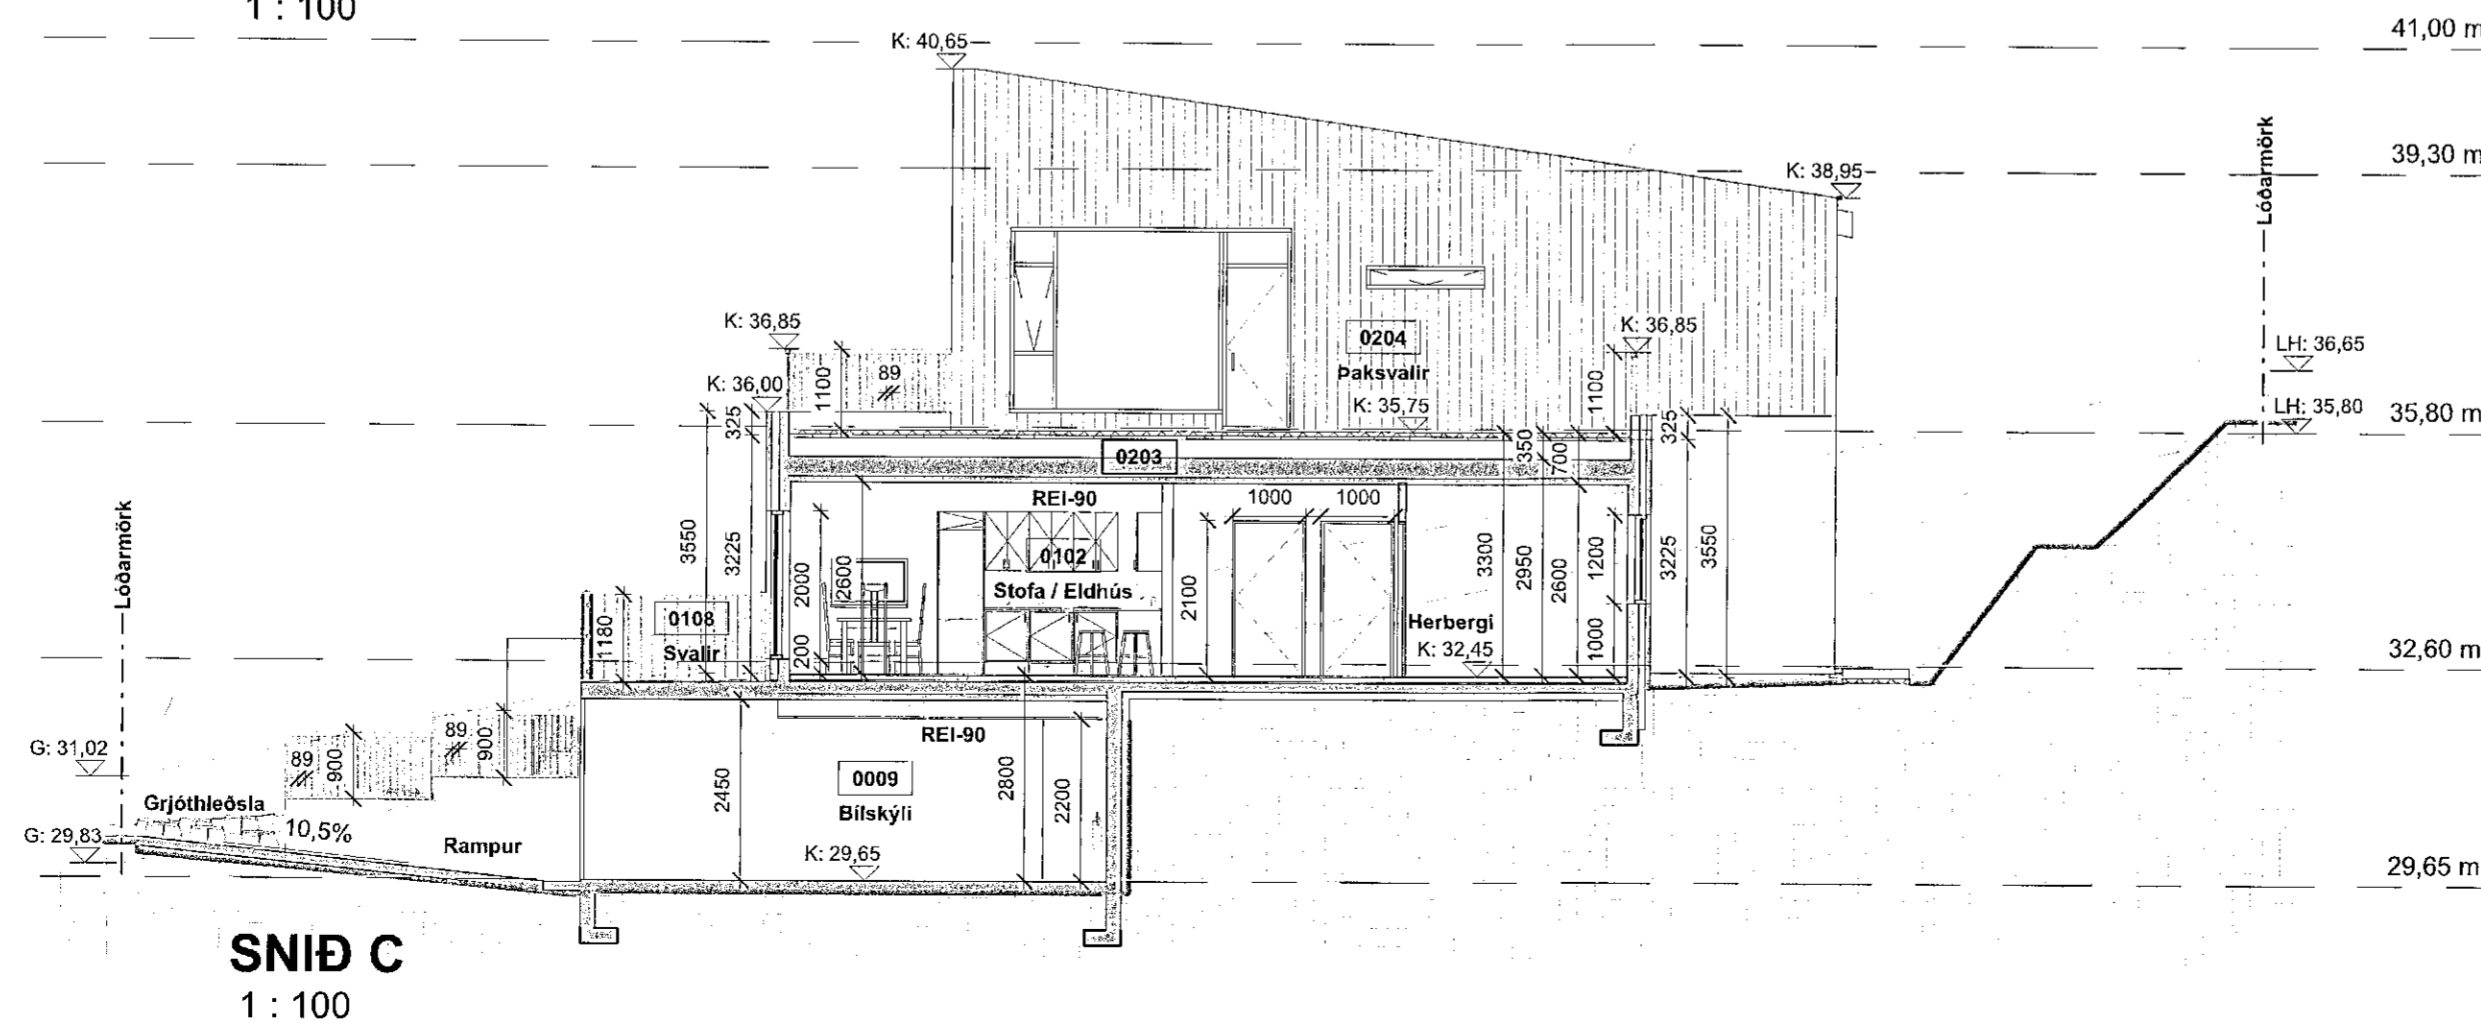 1 : 100
41,00 m
K: 40,65
39,30 m
K: 38,95
Lóðarmörk
K: 36,85
0204
K: 36,85
LH: 36,65
Þaksvalir
89
1100
K: 36,00
1100
K: 35,75
LH: 35,80
35,80 m
325
325
350
700
0203
REI-90
1000
1000
Lóðarmörk
3550
3225
2000
2600
0102
Stofa / Eldhús
2100
3300
2950
2600
1200
3225
3550
0108
Svalir
1180
200
Herbergi
K: 32,45
1000
32,60 m
G: 31,02
89
900
89
900
REI-90
2450
0009
Bílskýli
2800
2200
Grjóthleðsla
G: 29,83
10,5%
Rampur
K: 29,65
29,65 m
SNIÐ C
1 : 100